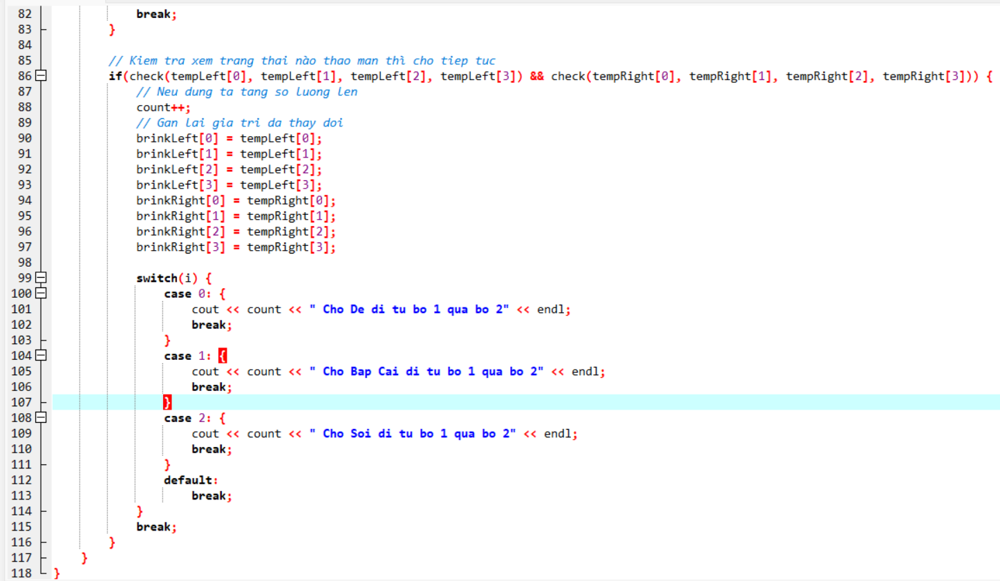 82 break;
83 }
84
85 // Kiem tra xem trang thai nào thao man thì cho tiep tuc
86 if(check(tempLeft[0], tempLeft[1], tempLeft[2], tempLeft[3]) && check(tempRight[0], tempRight[1], tempRight[2], tempRight[3])) {
87 // Neu dung ta tang so luong len
88 count++;
89 // Gan lai gia tri da thay doi
90 brinkLeft[0] = tempLeft[0];
91 brinkLeft[1] = tempLeft[1];
92 brinkLeft[2] = tempLeft[2];
93 brinkLeft[3] = tempLeft[3];
94 brinkRight[0] = tempRight[0];
95 brinkRight[1] = tempRight[1];
96 brinkRight[2] = tempRight[2];
97 brinkRight[3] = tempRight[3];
98
99 switch(i) {
100 case 0: {
101 cout << count << " Cho De di tu bo 1 qua bo 2" << endl;
102 break;
103 }
104 case 1: {
105 cout << count << " Cho Bap Cai di tu bo 1 qua bo 2" << endl;
106 break;
107 }
108 case 2: {
109 cout << count << " Cho Soi di tu bo 1 qua bo 2" << endl;
110 break;
111 }
112 default:
113 break;
114 }
115 break;
116 }
117 }
118 }